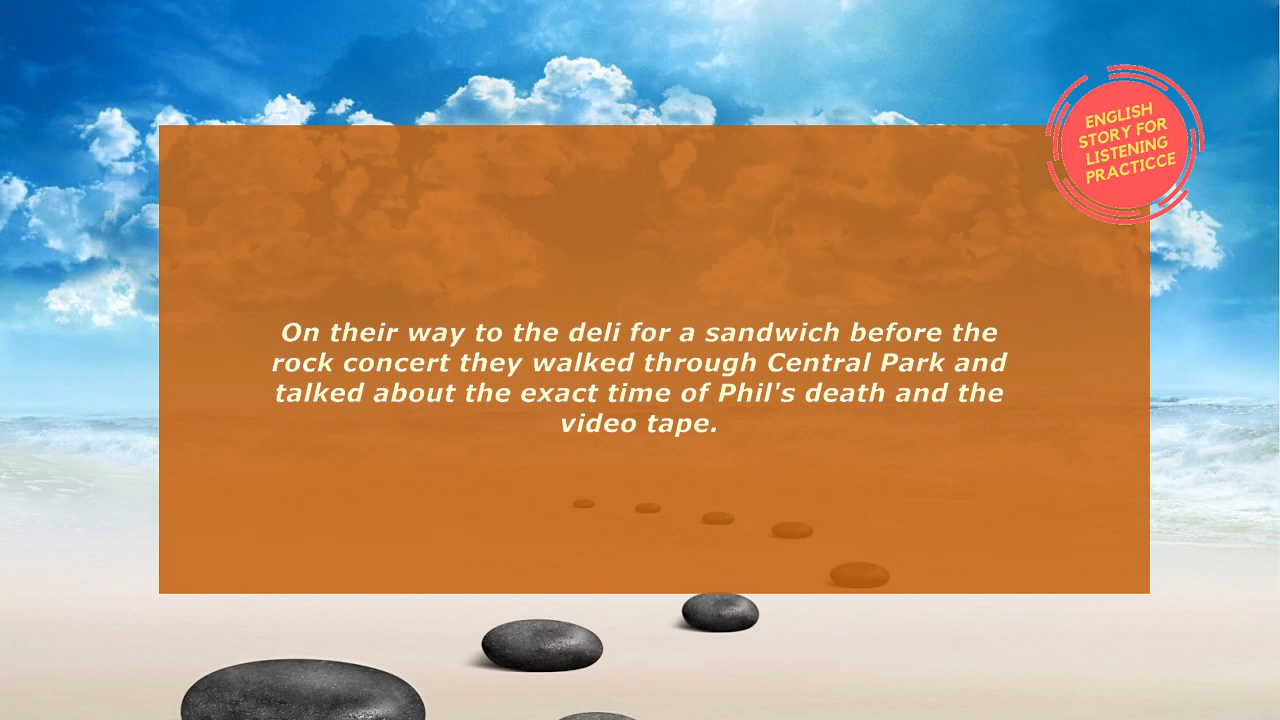 ENGLISH
STORY FOR
LISTENING
PRACTICCE
On their way to the deli for a sandwich before the
rock concert they walked through Central Park and
talked about the exact time of Phil's death and the
video tape.